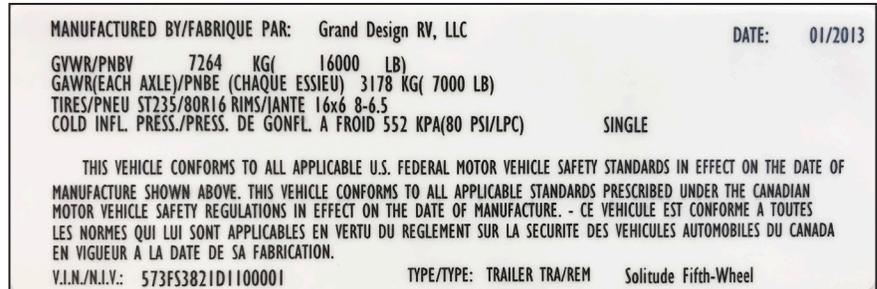 MANUFACTURED BY/FABRIQUE PAR: Grand Design RV, LLC DATE: 01/2013
GVWR/PNBV 7264 KG( 16000 LB)
GAWR(EACH AXLE)/PNBE (CHAQUE ESSIEU) 3178 KG( 7000 LB)
TIRES/PNEU ST235/80R16 RIMS/JANTE 16x6 8-6.5
COLD INFL. PRESS./PRESS. DE GONFL. A FROID 552 KPA(80 PSI/LPC) SINGLE
THIS VEHICLE CONFORMS TO ALL APPLICABLE U.S. FEDERAL MOTOR VEHICLE SAFETY STANDARDS IN EFFECT ON THE DATE OF
MANUFACTURE SHOWN ABOVE. THIS VEHICLE CONFORMS TO ALL APPLICABLE STANDARDS PRESCRIBED UNDER THE CANADIAN
MOTOR VEHICLE SAFETY REGULATIONS IN EFFECT ON THE DATE OF MANUFACTURE. - CE VEHICULE EST CONFORME A TOUTES
LES NORMES QUI LUI SONT APPLICABLES EN VERTU DU REGLEMENT SUR LA SECURITE DES VEHICULES AUTOMOBILES DU CANADA
EN VIGUEUR A LA DATE DE SA FABRICATION.
V.I.N./N.I.V.: 573FS3821D1100001 TYPE/TYPE: TRAILER TRA/REM Solitude Fifth-Wheel